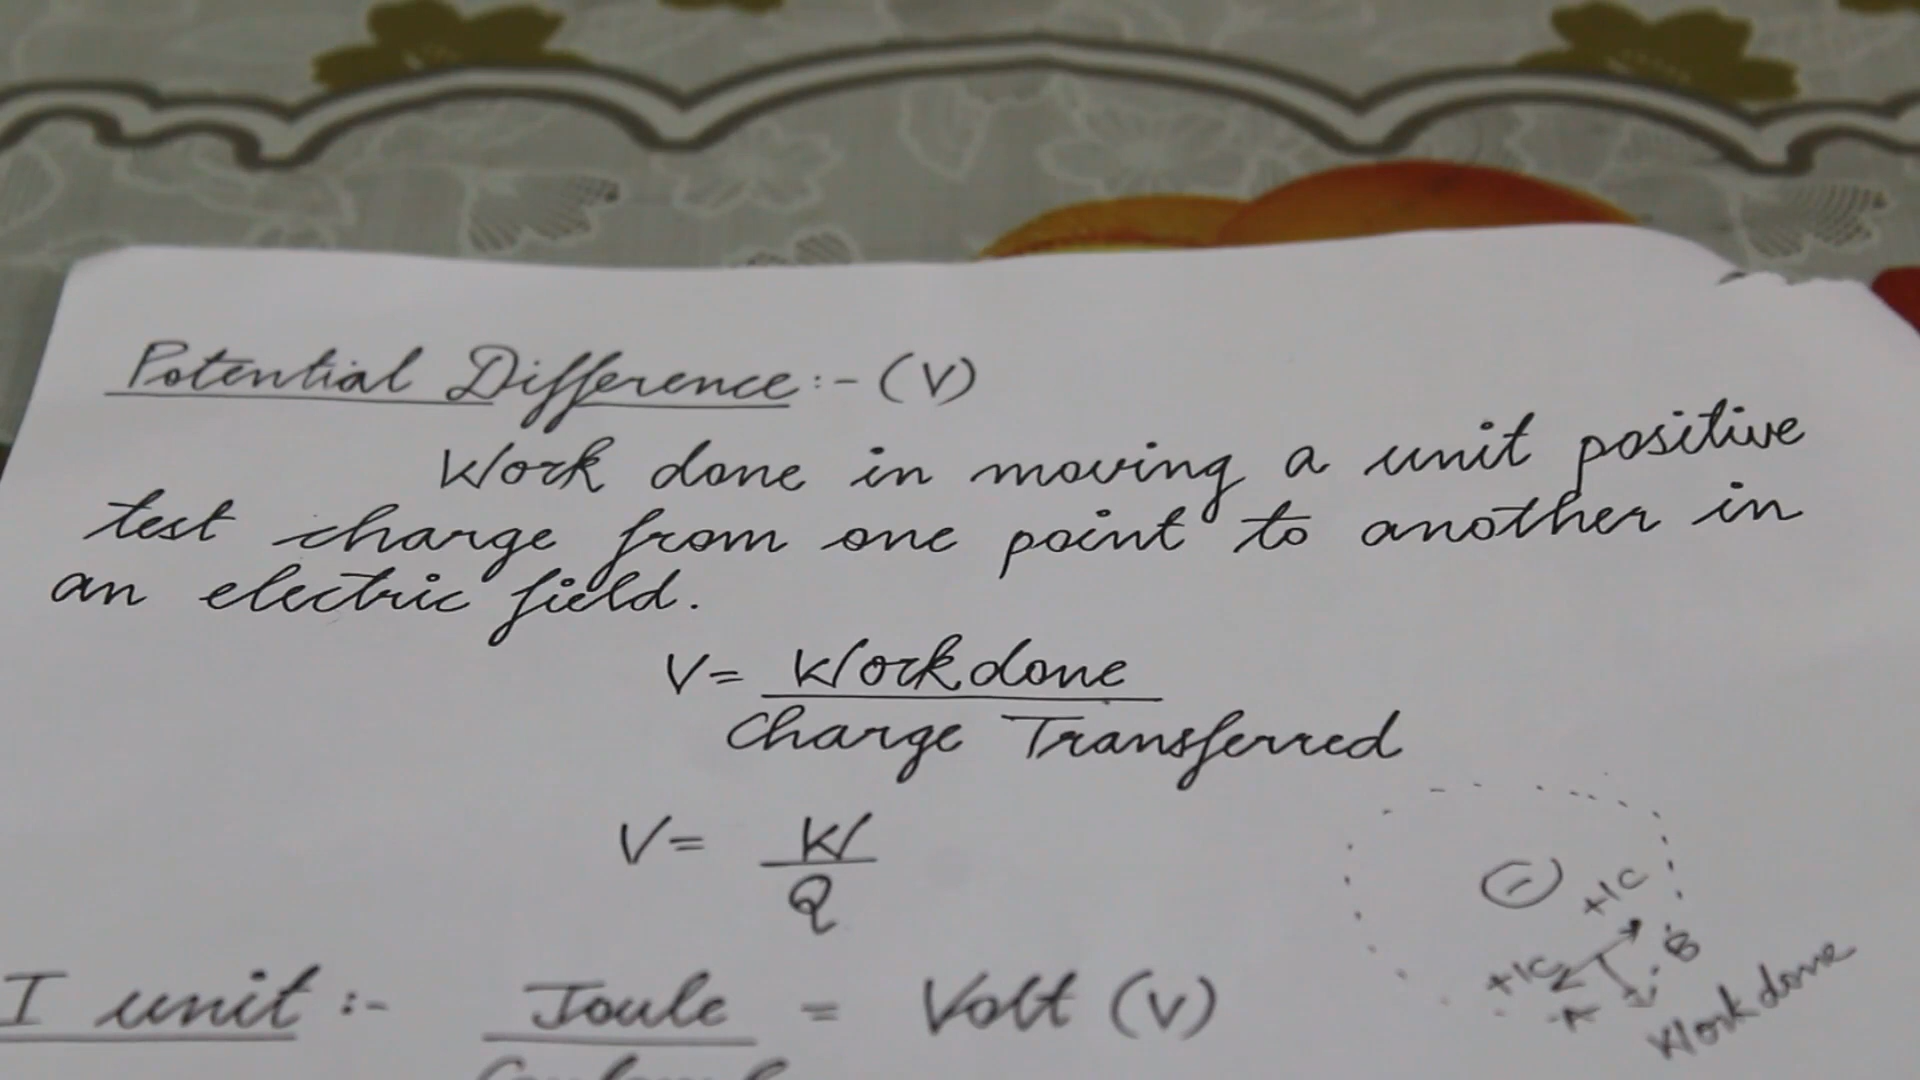 Potential Difference :- (V)
Work done in moving a unit positive
test charge from one point to another in
an electric field.
V = Work done
Charge Transferred
V = W
Q
I unit :- Joule = Volt (V)
Coulomb
+1C
+1C
B
A
Work done